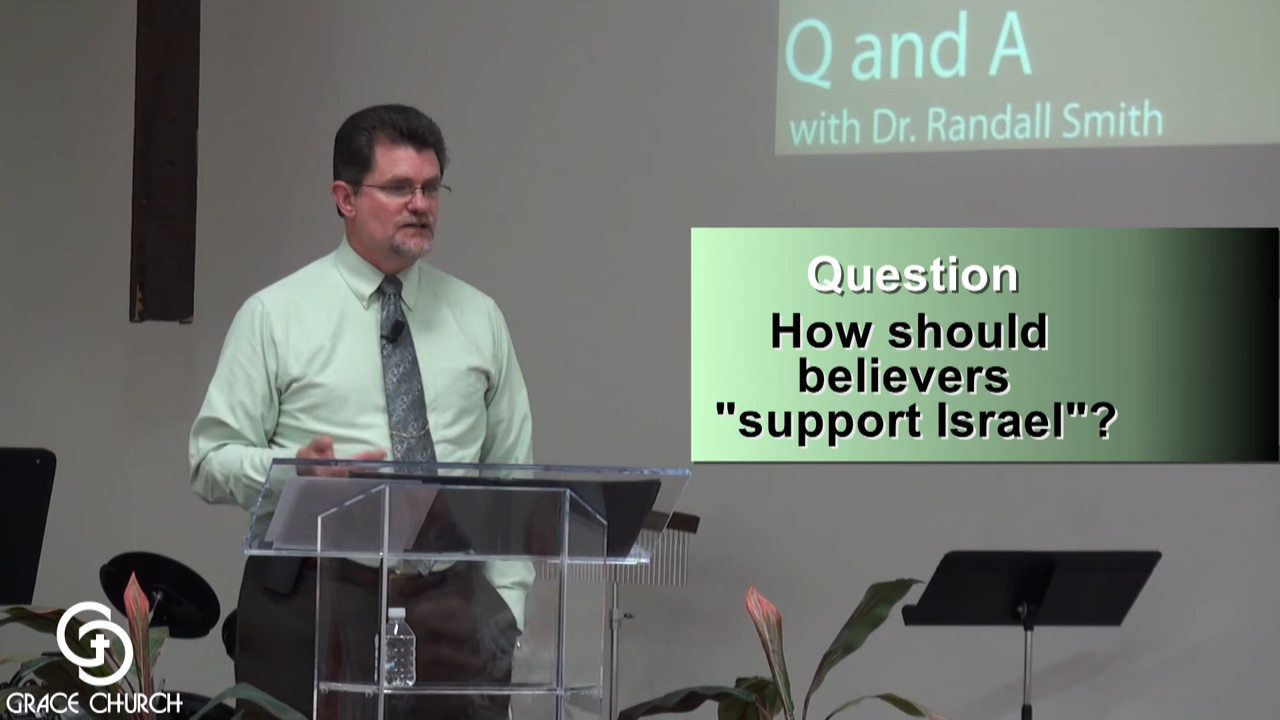 Q and A
with Dr. Randall Smith
Question
How should
believers
"support Israel"?
GRACE CHURCH